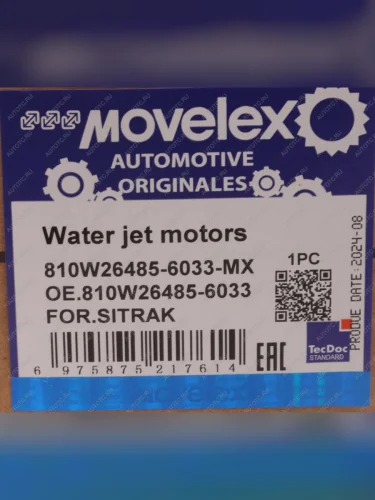 MOVELEX
AUTOMOTIVE
ORIGINALES
Water jet motors
810W26485-6033-MX
OE.810W26485-6033
FOR.SITRAK
1PC
TecDoc
STANDARD
EAC
6 975875 217614
PRODUE DATE:2024-08